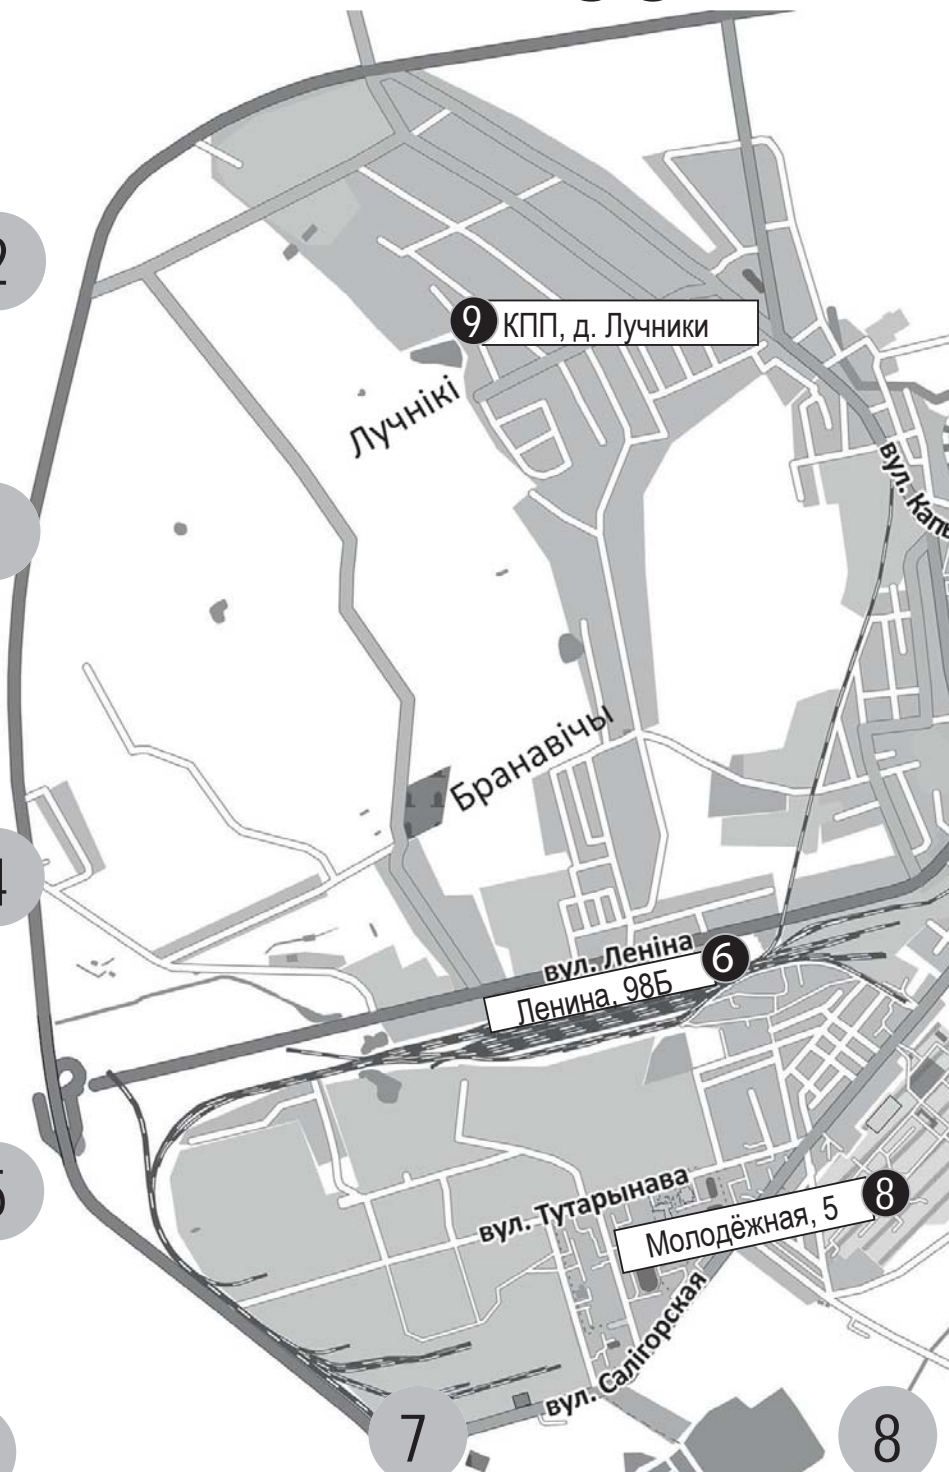 2
9 КПП, д. Лучники
Лучнікі
вул. Капы
Бранавічы
4
вул. Леніна
6
Ленина, 98Б
5
вул. Тутарынава
8
Молодёжная, 5
вул. Салігорская
7
8